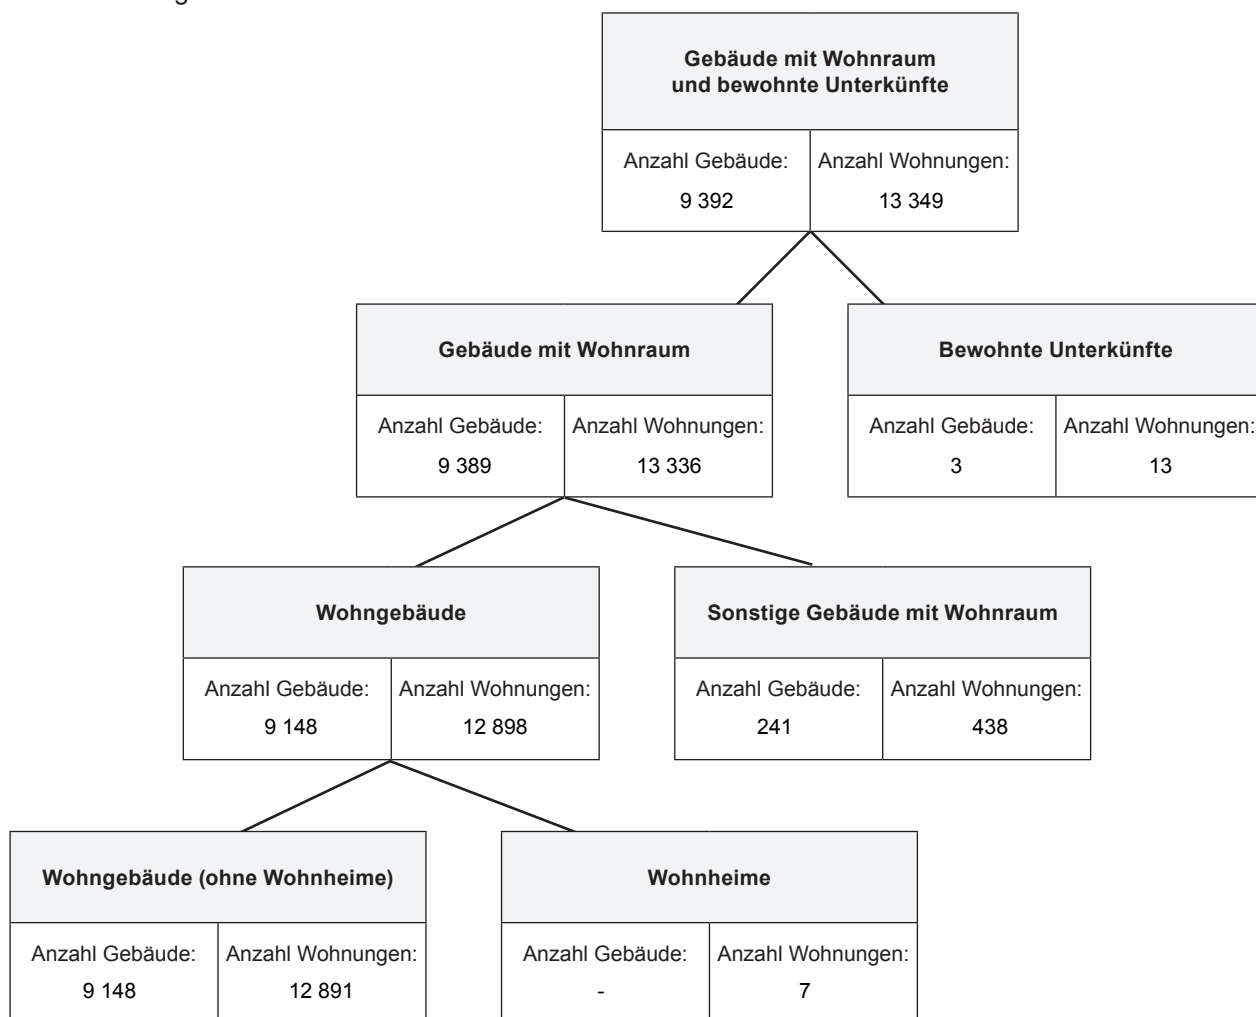 Gebäude mit Wohnraum
und bewohnte Unterkünfte
Anzahl Gebäude: Anzahl Wohnungen:
9 392 13 349
Gebäude mit Wohnraum
Anzahl Gebäude: Anzahl Wohnungen:
9 389 13 336
Bewohnte Unterkünfte
Anzahl Gebäude: Anzahl Wohnungen:
3 13
Wohngebäude
Anzahl Gebäude: Anzahl Wohnungen:
9 148 12 898
Sonstige Gebäude mit Wohnraum
Anzahl Gebäude: Anzahl Wohnungen:
241 438
Wohngebäude (ohne Wohnheime)
Anzahl Gebäude: Anzahl Wohnungen:
9 148 12 891
Wohnheime
Anzahl Gebäude: Anzahl Wohnungen:
- 7